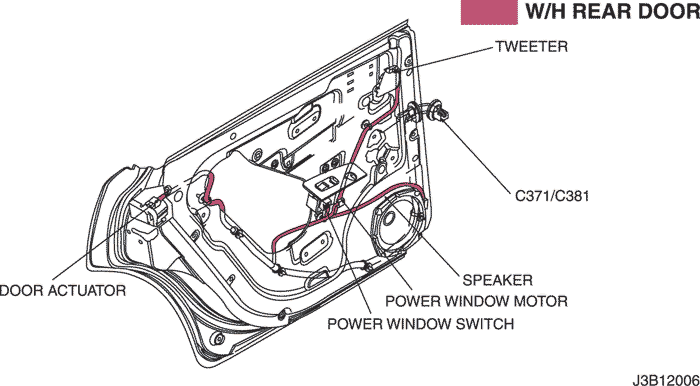 W/H REAR DOOR
TWEETER
C371/C381
SPEAKER
DOOR ACTUATOR
POWER WINDOW MOTOR
POWER WINDOW SWITCH
J3B12006